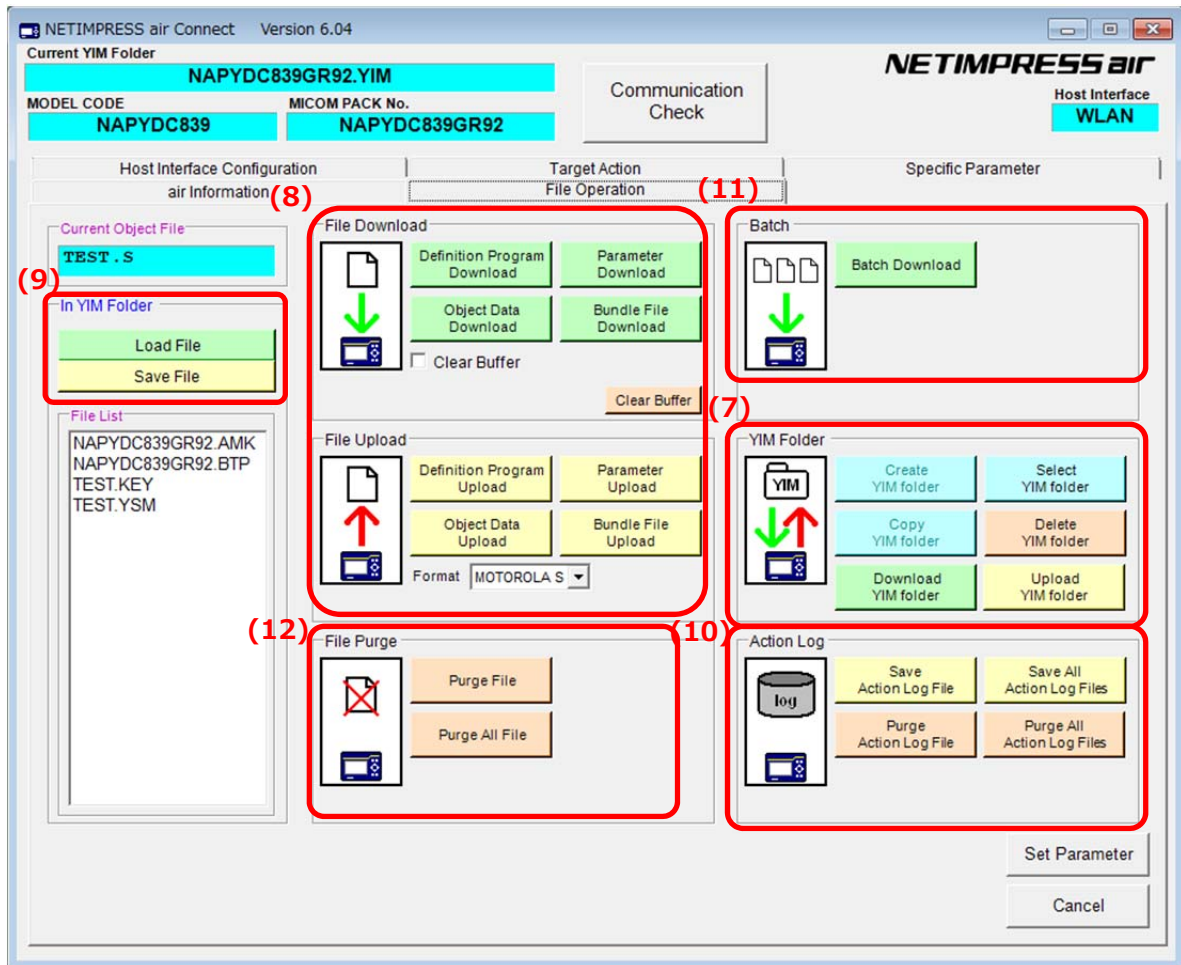 NETIMPRESS air Connect Version 6.04
Current YIM Folder
NAPYDC839GR92.YIM
MODEL CODE
MICOM PACK No.
NAPYDC839
NAPYDC839GR92
Communication
Check
NETIMPRESS air
Host Interface
WLAN
Host Interface Configuration
Target Action
Specific Parameter
air Information
File Operation
(8)
(11)
Current Object File
TEST.S
(9)
In YIM Folder
Load File
Save File
File List
NAPYDC839GR92.AMK
NAPYDC839GR92.BTP
TEST.KEY
TEST.YSM
File Download
Definition Program
Download
Parameter
Download
Object Data
Download
Bundle File
Download
Clear Buffer
Clear Buffer
File Upload
Definition Program
Upload
Parameter
Upload
Object Data
Upload
Bundle File
Upload
Format MOTOROLA S
(12)
File Purge
Purge File
Purge All File
Batch
Batch Download
(7)
YIM Folder
YIM
Create
YIM folder
Select
YIM folder
Copy
YIM folder
Delete
YIM folder
Download
YIM folder
Upload
YIM folder
(10)
Action Log
log
Save
Action Log File
Save All
Action Log Files
Purge
Action Log File
Purge All
Action Log Files
Set Parameter
Cancel